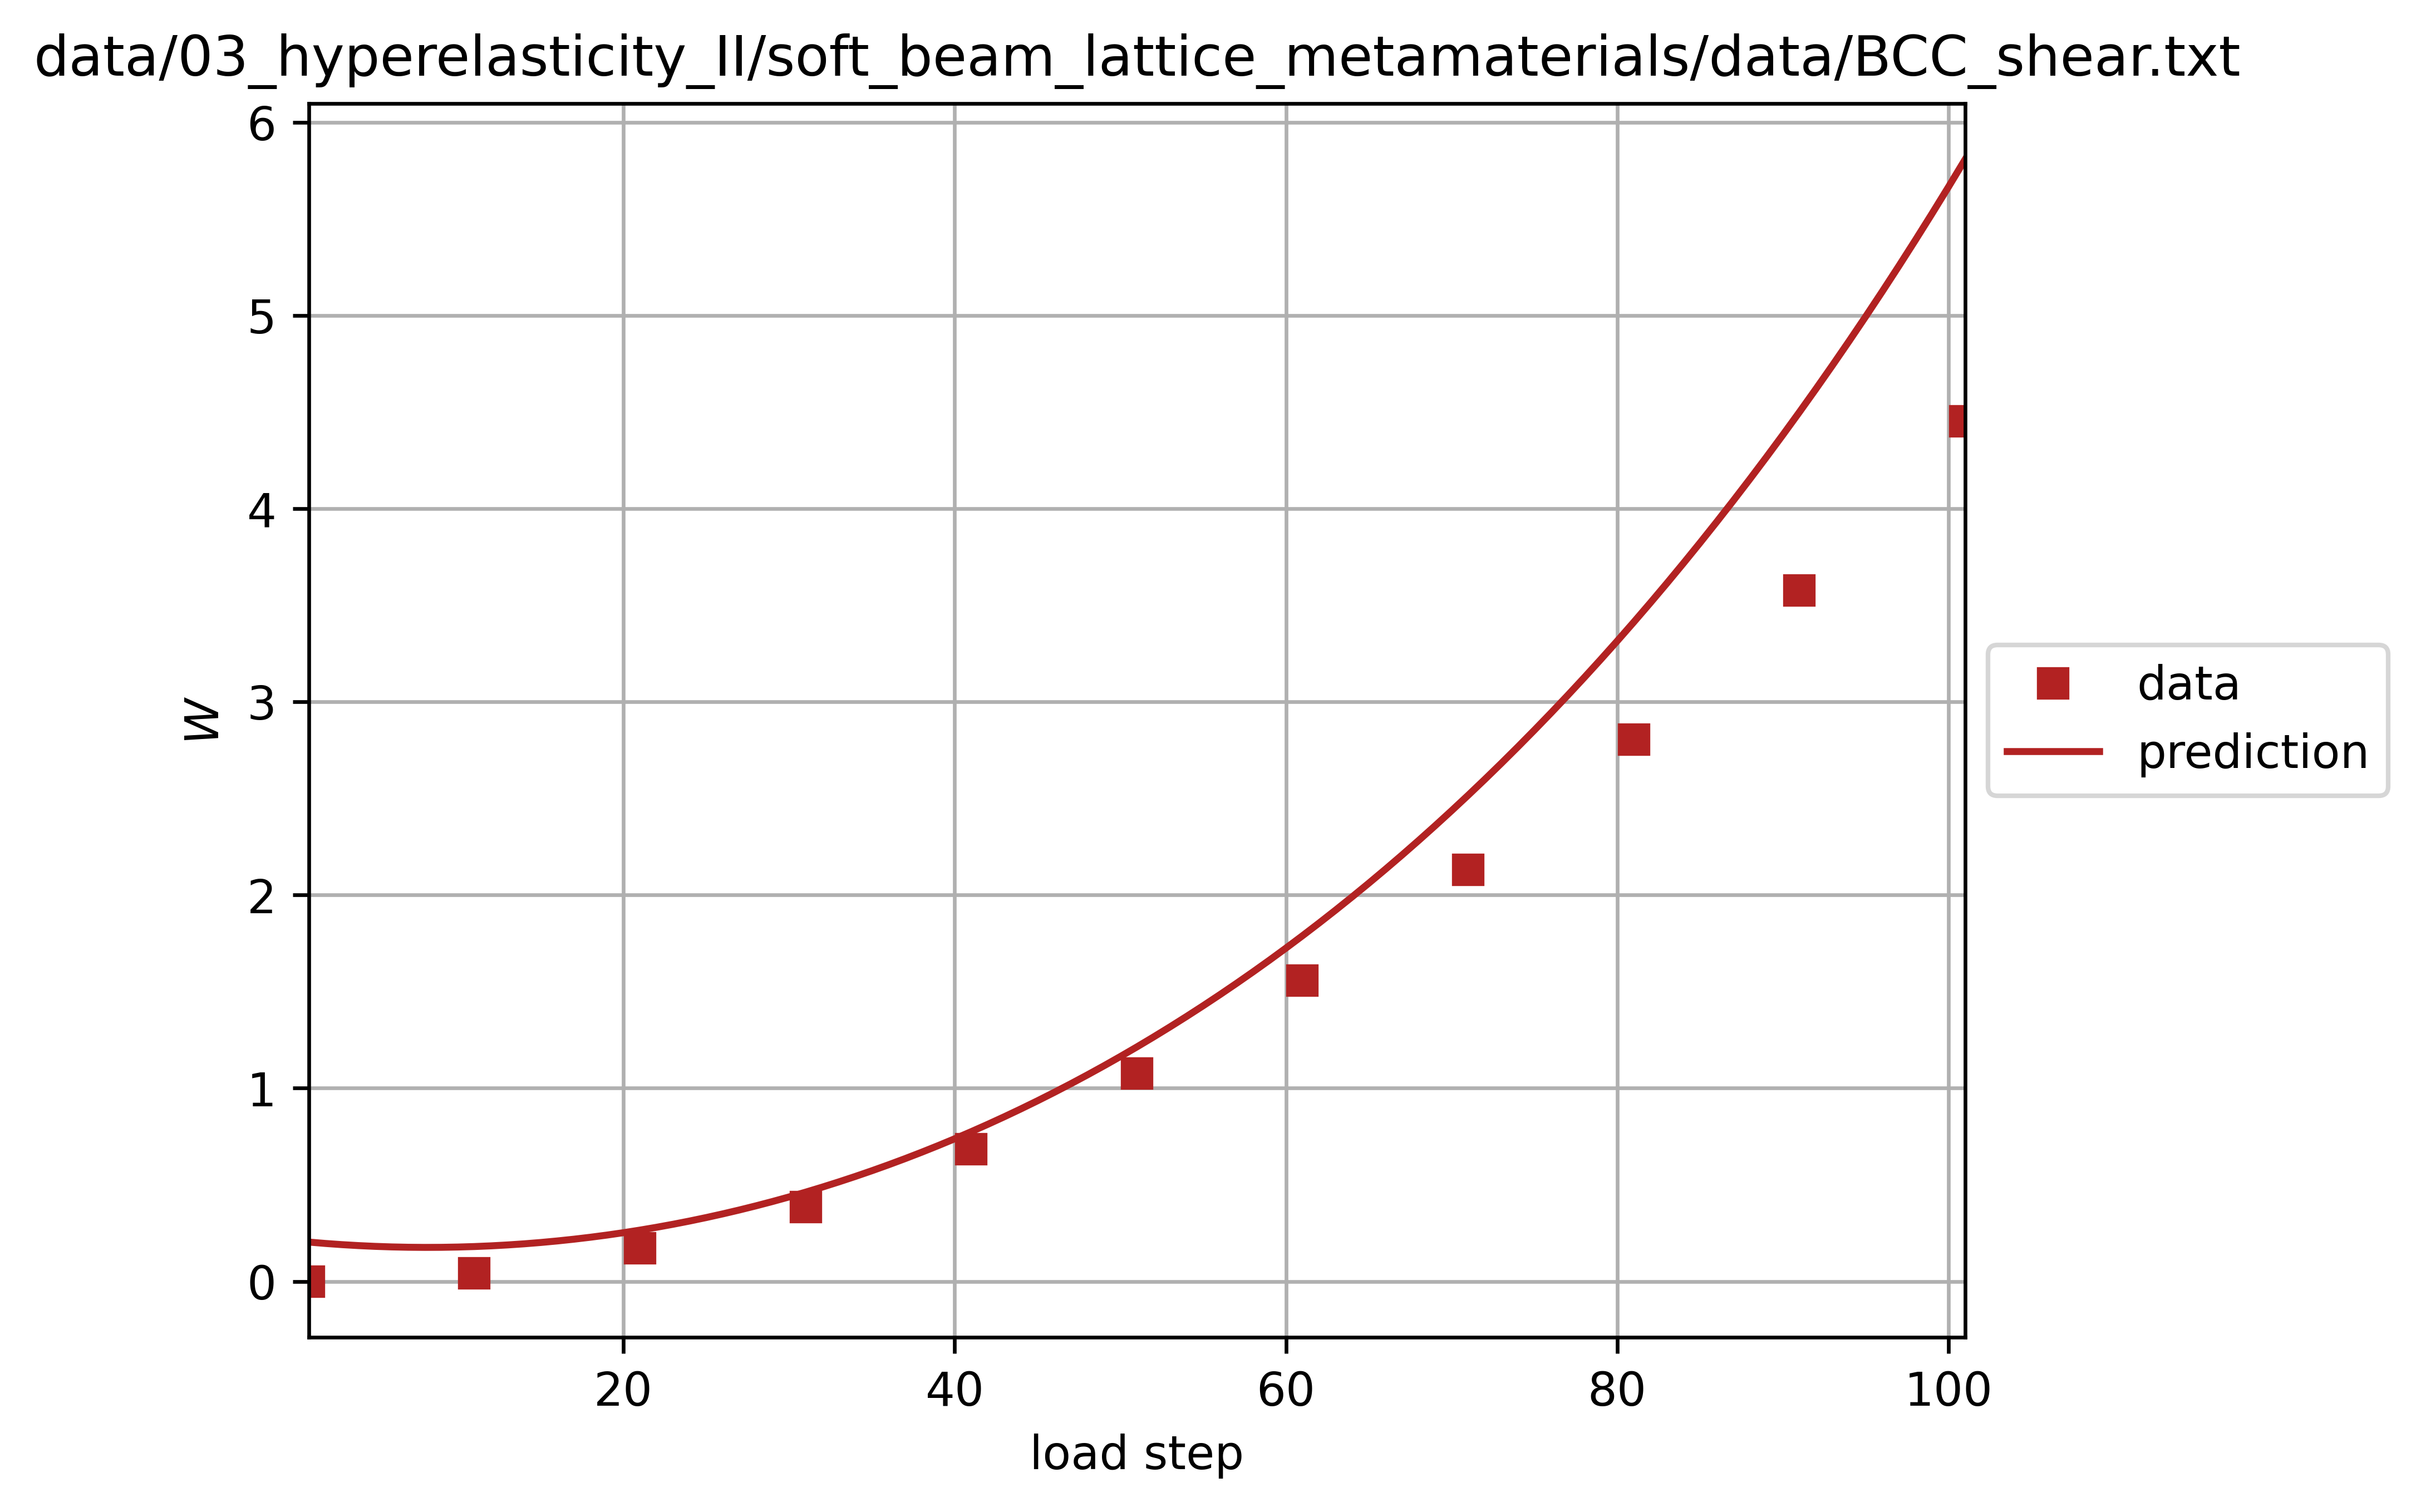 data/03_hyperelasticity_II/soft_beam_lattice_metamaterials/data/BCC_shear.txt
6
5
4
3
2
1
0
W
20 40 60 80 100
load step
data
prediction